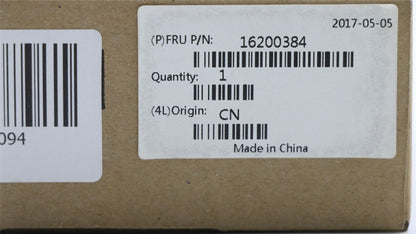 2017-05-05
(P)FRU P/N: 16200384
Quantity: 1
(4L)Origin: CN
Made in China
094